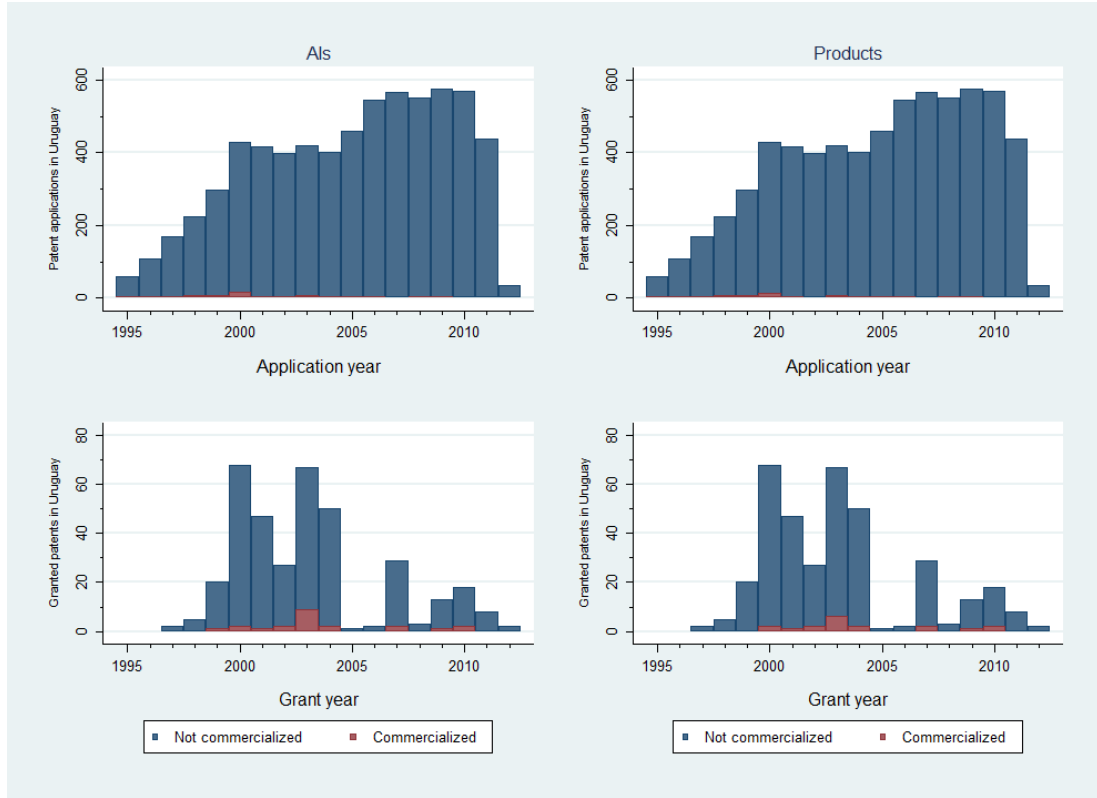 AIs
Products
Patent applications in Uruguay
0
200
400
600
1995
2000
2005
2010
Application year
Patent applications in Uruguay
0
200
400
600
1995
2000
2005
2010
Application year
Granted patents in Uruguay
0
20
40
60
80
1995
2000
2005
2010
Grant year
Not commercialized
Commercialized
Granted patents in Uruguay
0
20
40
60
80
1995
2000
2005
2010
Grant year
Not commercialized
Commercialized